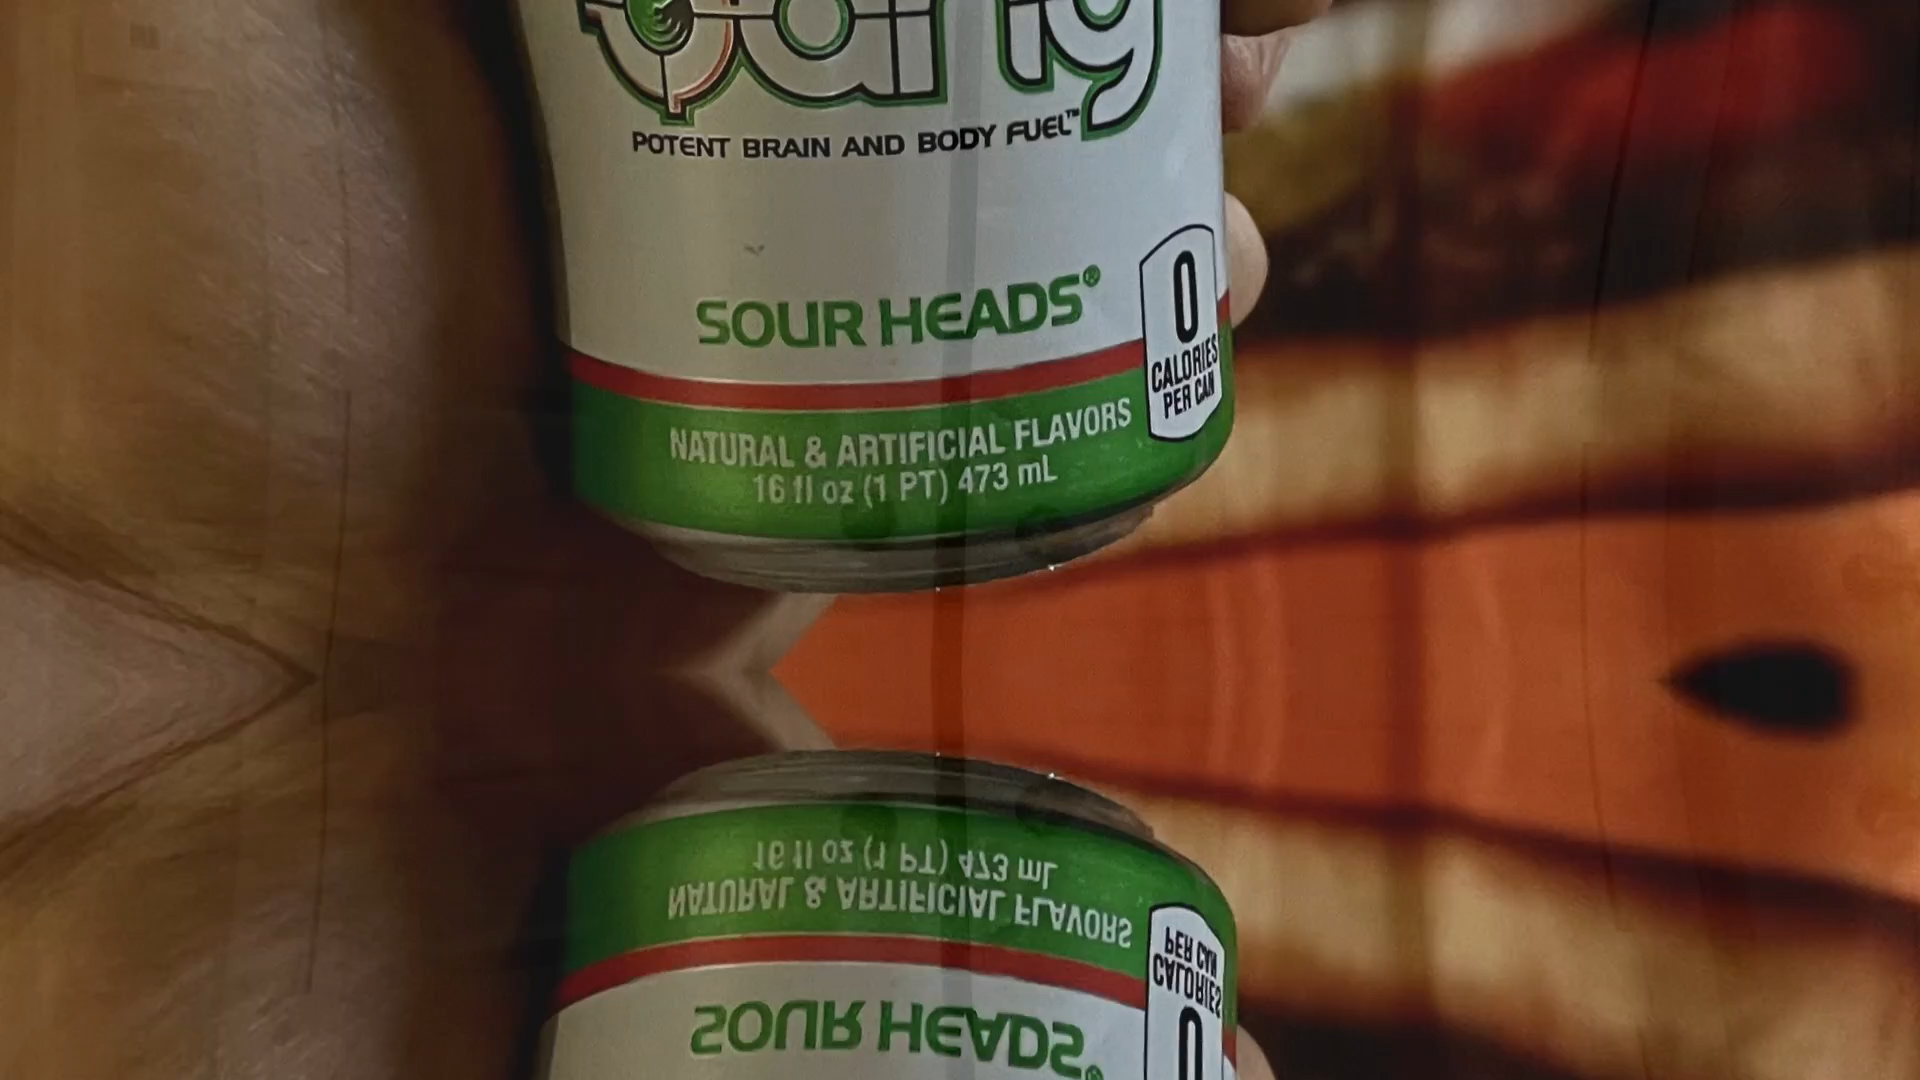 POTENT BRAIN AND BODY FUEL™
SOUR HEADS®
0
CALORIES
PER CAN
NATURAL & ARTIFICIAL FLAVORS
16 fl oz (1 PT) 473 mL
16 fl oz (1 PT) 473 mL
NATURAL & ARTIFICIAL FLAVORS
PER CAN
CALORIES
0
SOUR HEADS®